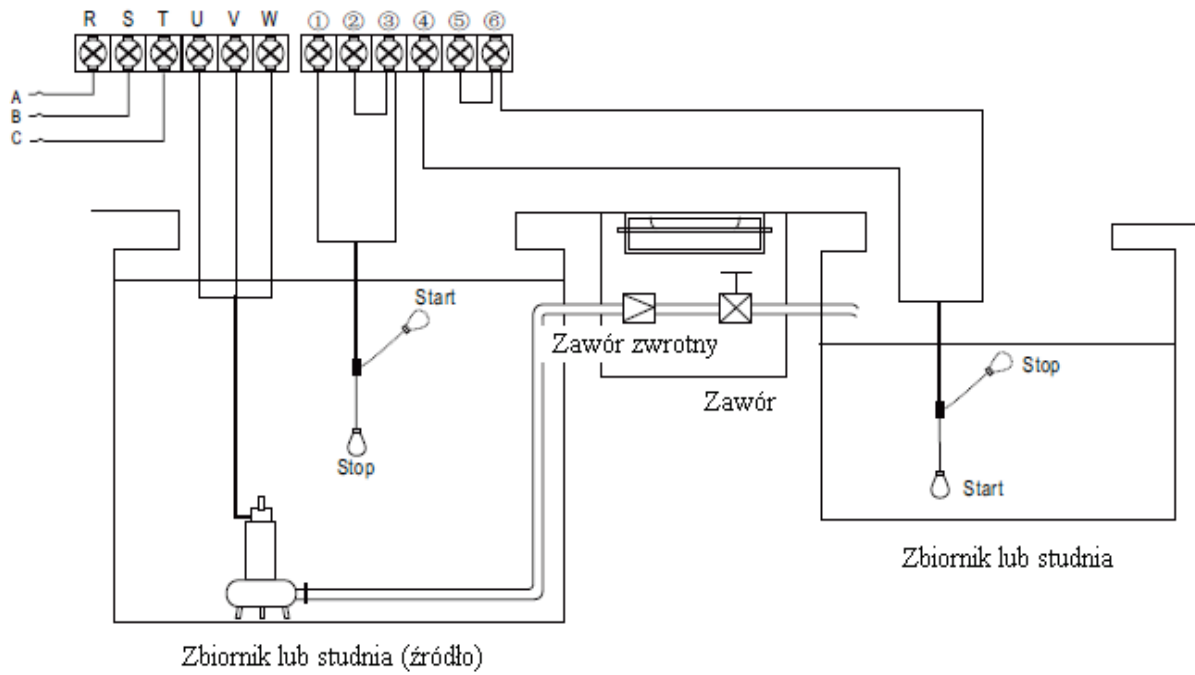 R S T U V W ① ② ③ ④ ⑤ ⑥
A
B
C
Start
Stop
Zawór zwrotny
Zawór
Stop
Start
Zbiornik lub studnia
Zbiornik lub studnia (źródło)